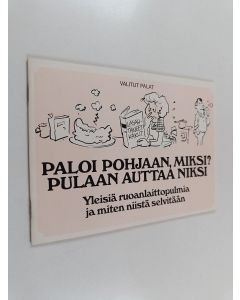 VALITUT PALAT
PALOI POHJAAN, MIKSI?
PULAAN AUTTAA NIKSI
Yleisiä ruoanlaittopulmia
ja miten niistä selvitään